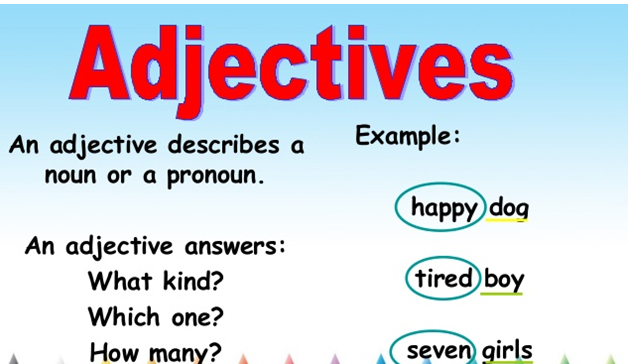 Adjectives
An adjective describes a
noun or a pronoun.
An adjective answers:
What kind?
Which one?
How many?
Example:
happy dog
tired boy
seven girls